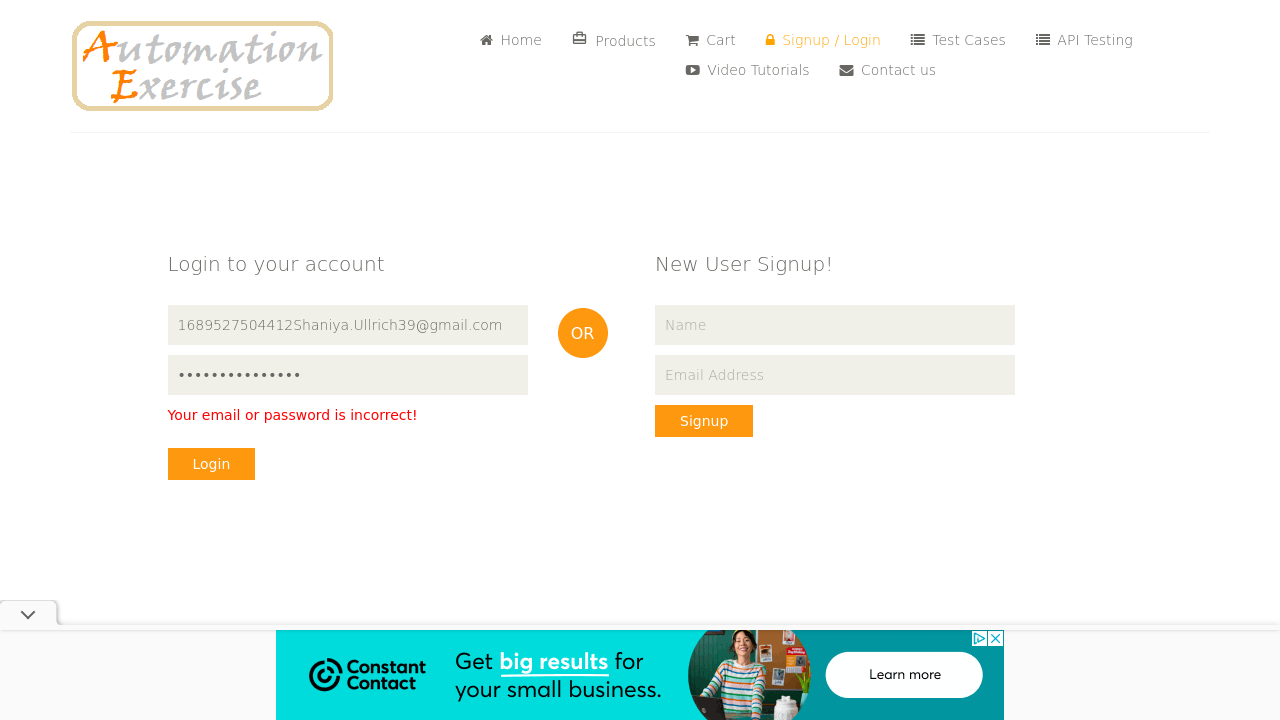 Automation
Exercise
Home
Products
Cart
Signup / Login
Test Cases
API Testing
Video Tutorials
Contact us
Login to your account
1689527504412Shaniya.Ullrich39@gmail.com
•••••••••••••••
Your email or password is incorrect!
Login
OR
New User Signup!
Name
Email Address
Signup
Constant
Contact
Get big results for
your small business.
Learn more